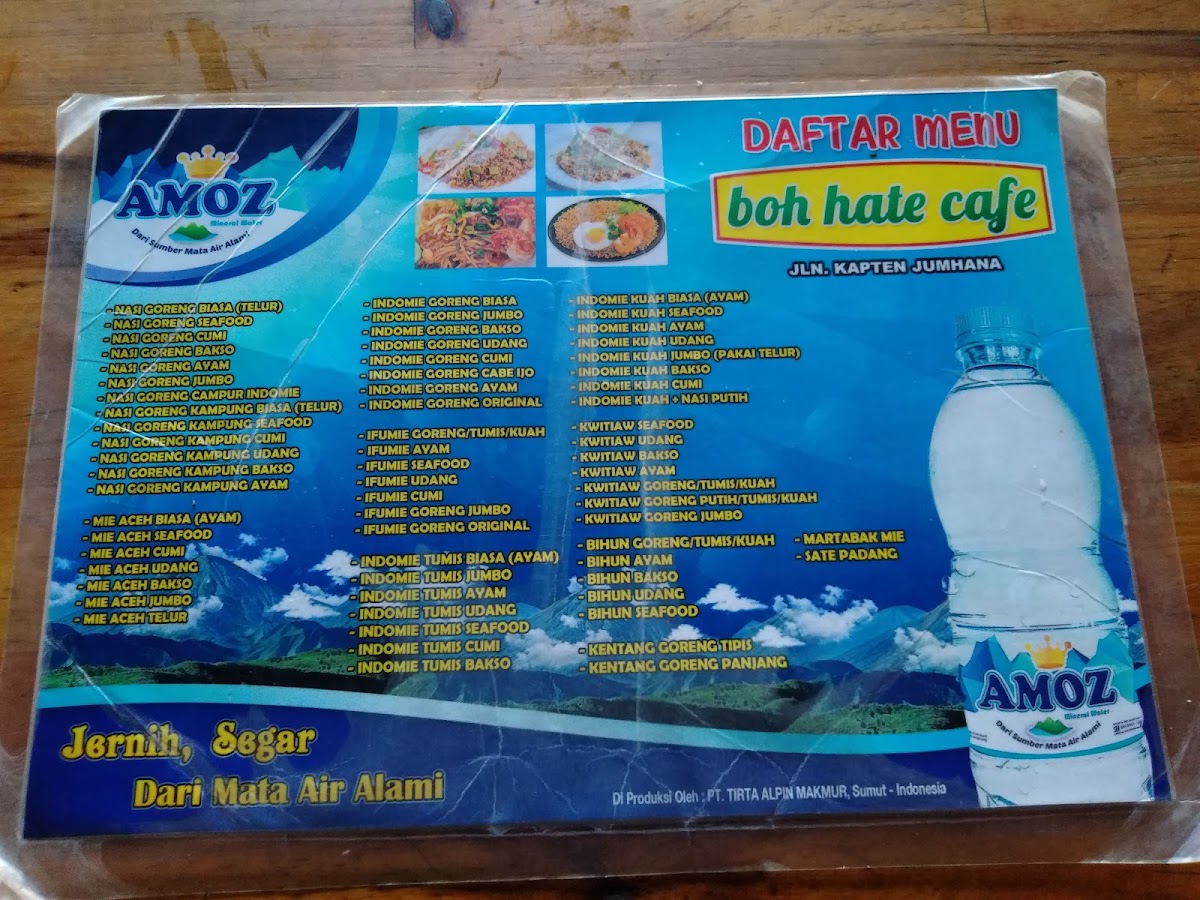 AMOZ
Mineral Water
Dari Sumber Mata Air Alami
DAFTAR MENU
boh hate cafe
JLN. KAPTEN JUMHANA
- NASI GORENG BIASA (TELUR)
- NASI GORENG SEAFOOD
- NASI GORENG CUMI
- NASI GORENG BAKSO
- NASI GORENG AYAM
- NASI GORENG JUMBO
- NASI GORENG CAMPUR INDOMIE
- NASI GORENG KAMPUNG BIASA (TELUR)
- NASI GORENG KAMPUNG SEAFOOD
- NASI GORENG KAMPUNG CUMI
- NASI GORENG KAMPUNG UDANG
- NASI GORENG KAMPUNG BAKSO
- NASI GORENG KAMPUNG AYAM
- MIE ACEH BIASA (AYAM)
- MIE ACEH SEAFOOD
- MIE ACEH CUMI
- MIE ACEH UDANG
- MIE ACEH BAKSO
- MIE ACEH JUMBO
- MIE ACEH TELUR
- INDOMIE GORENG BIASA
- INDOMIE GORENG JUMBO
- INDOMIE GORENG BAKSO
- INDOMIE GORENG UDANG
- INDOMIE GORENG CUMI
- INDOMIE GORENG CABE IJO
- INDOMIE GORENG AYAM
- INDOMIE GORENG ORIGINAL
- IFUMIE GORENG/TUMIS/KUAH
- IFUMIE AYAM
- IFUMIE SEAFOOD
- IFUMIE UDANG
- IFUMIE CUMI
- IFUMIE GORENG JUMBO
- IFUMIE GORENG ORIGINAL
- INDOMIE TUMIS BIASA (AYAM)
- INDOMIE TUMIS JUMBO
- INDOMIE TUMIS AYAM
- INDOMIE TUMIS UDANG
- INDOMIE TUMIS SEAFOOD
- INDOMIE TUMIS CUMI
- INDOMIE TUMIS BAKSO
- INDOMIE KUAH BIASA (AYAM)
- INDOMIE KUAH SEAFOOD
- INDOMIE KUAH AYAM
- INDOMIE KUAH UDANG
- INDOMIE KUAH JUMBO (PAKAI TELUR)
- INDOMIE KUAH BAKSO
- INDOMIE KUAH CUMI
- INDOMIE KUAH + NASI PUTIH
- KWITIAW SEAFOOD
- KWITIAW UDANG
- KWITIAW BAKSO
- KWITIAW AYAM
- KWITIAW GORENG/TUMIS/KUAH
- KWITIAW GORENG PUTIH/TUMIS/KUAH
- KWITIAW GORENG JUMBO
- BIHUN GORENG/TUMIS/KUAH
- BIHUN AYAM
- BIHUN BAKSO
- BIHUN UDANG
- BIHUN SEAFOOD
- KENTANG GORENG TIPIS
- KENTANG GORENG PANJANG
- MARTABAK MIE
- SATE PADANG
AMOZ
Mineral Water
Dari Sumber Mata Air Alami
Jernih, Segar
Dari Mata Air Alami
Di Produksi Oleh : PT. TIRTA ALPIN MAKMUR, Sumut - Indonesia